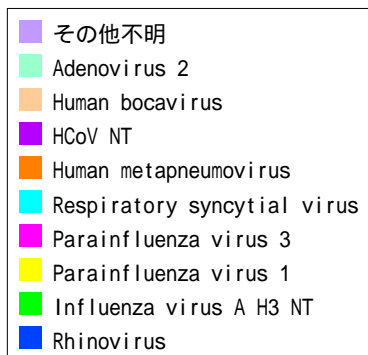 その他不明
Adenovirus 2
Human bocavirus
HCoV NT
Human metapneumovirus
Respiratory syncytial virus
Parainfluenza virus 3
Parainfluenza virus 1
Influenza virus A H3 NT
Rhinovirus